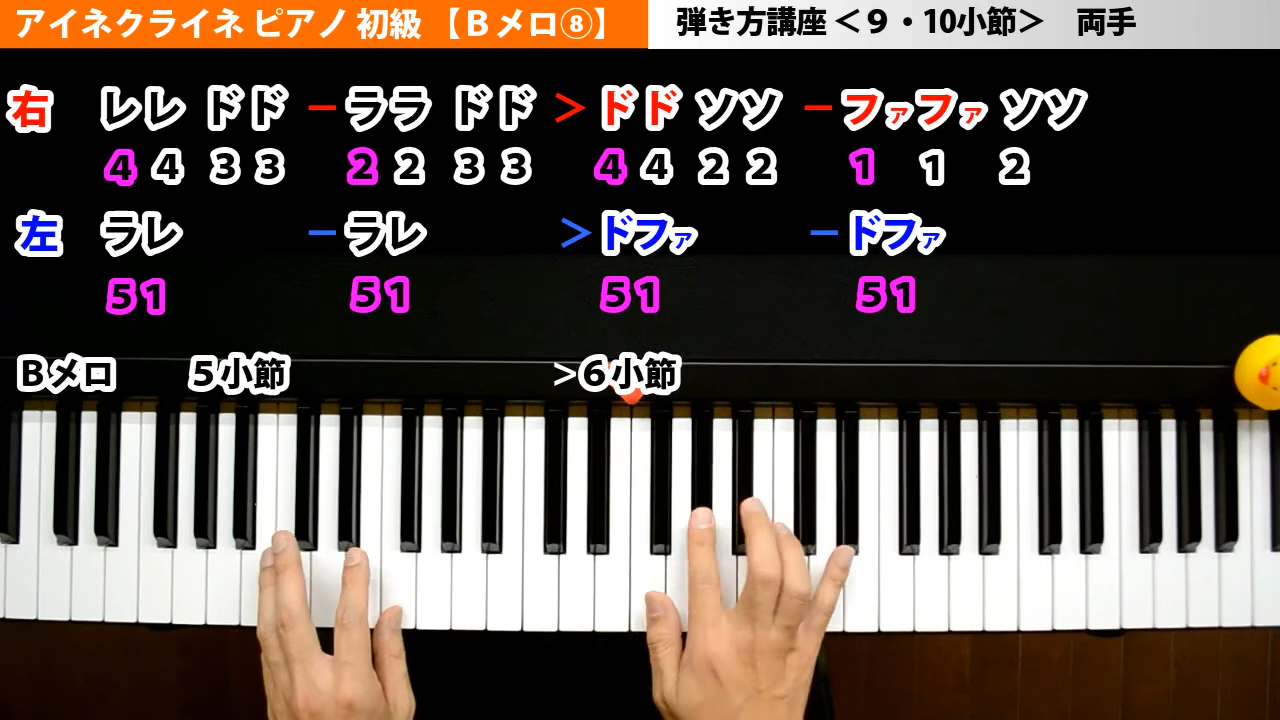 アイネクライネ ピアノ 初級 【Ｂメロ⑧】 弾き方講座 ＜９・10小節＞ 両手
右 レレ ドド －ララ ドド ＞ドド ソソ －ファファ ソソ
4 4 3 3 2 2 3 3 4 4 2 2 1 1 2
左 ラレ －ラレ ＞ドファ －ドファ
51 51 51 51
Ｂメロ ５小節 >６小節